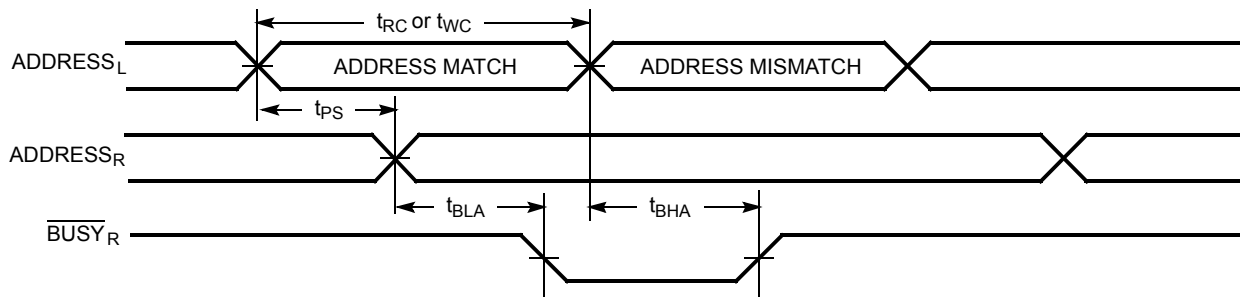 tRC or tWC
ADDRESSL
ADDRESS MATCH
ADDRESS MISMATCH
tPS
ADDRESSR
tBLA
tBHA
BUSYR